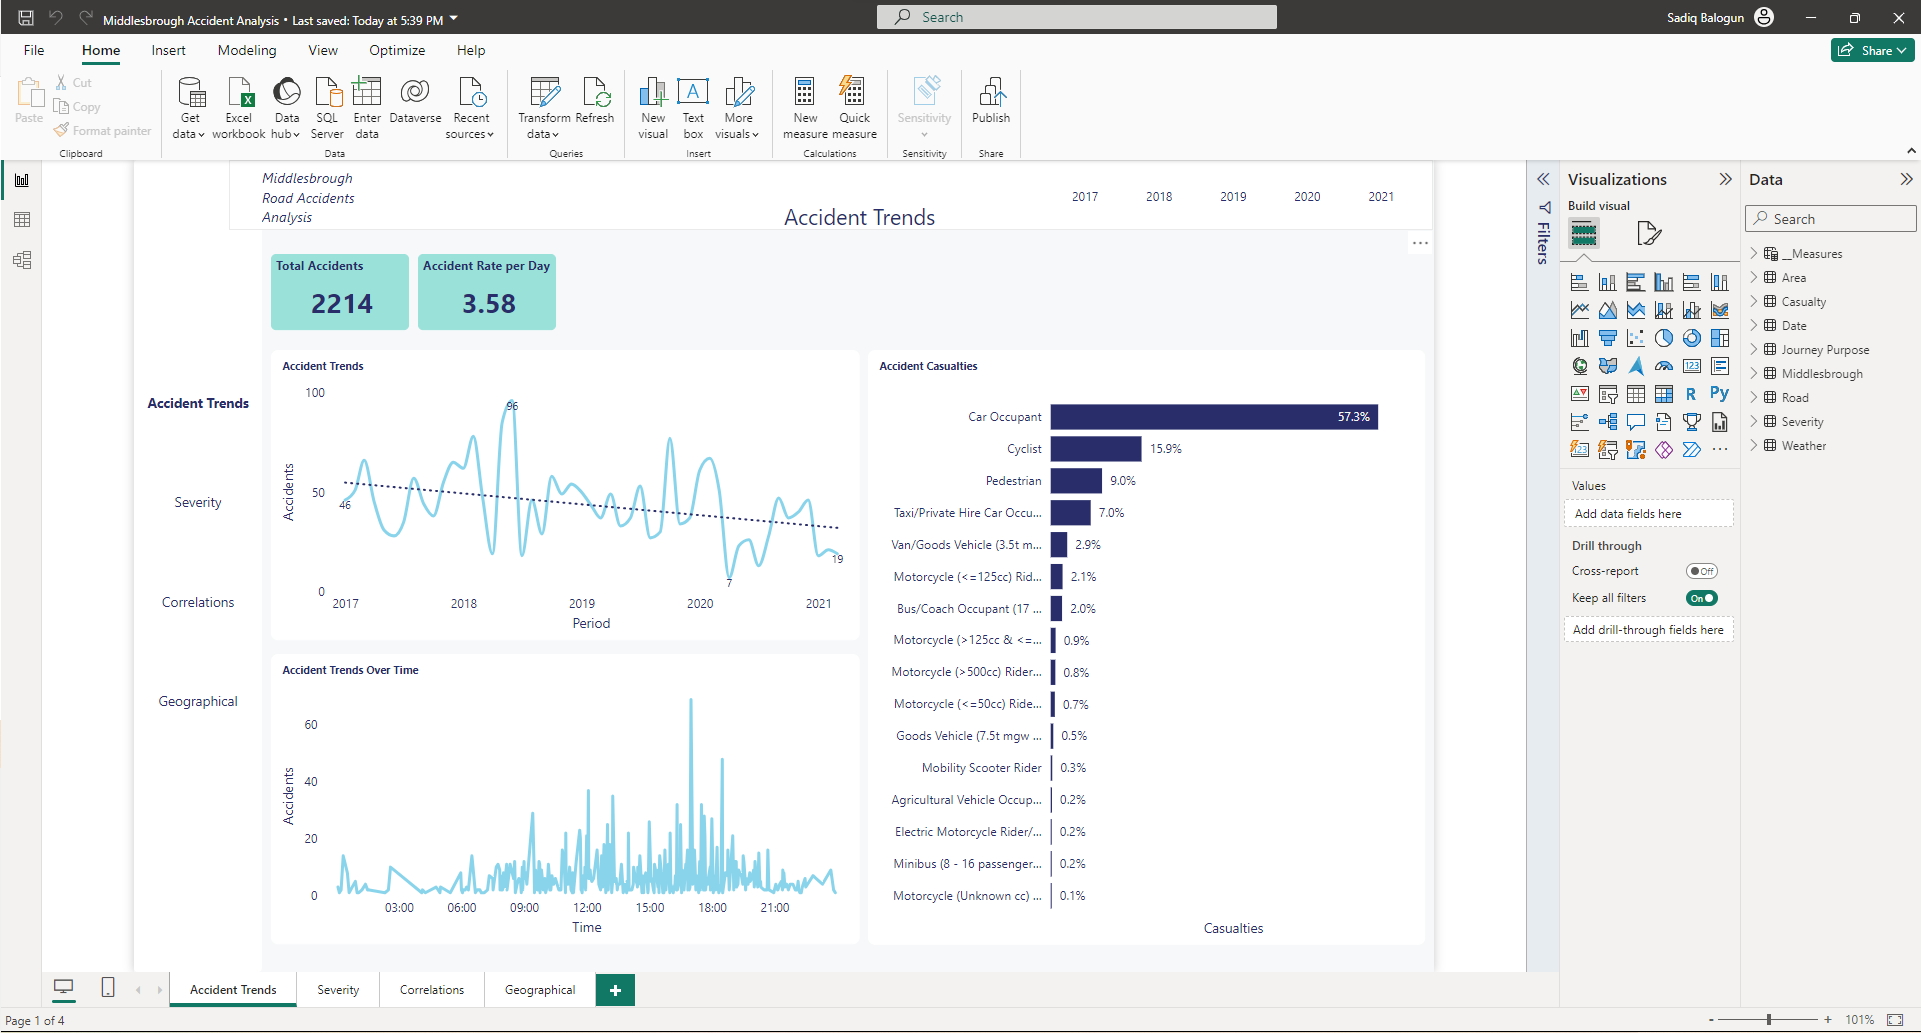 Middlesbrough Accident Analysis • Last saved: Today at 5:39 PM
Search
Sadiq Balogun
File Home Insert Modeling View Optimize Help
Share
Paste
Cut
Copy
Format painter
Clipboard
Get data
Excel workbook
Data hub
SQL Server
Enter data
Dataverse
Recent sources
Data
Transform data
Refresh
Queries
New visual
Text box
More visuals
Insert
New measure
Quick measure
Calculations
Sensitivity
Sensitivity
Publish
Share
Middlesbrough
Road Accidents
Analysis
Accident Trends
2017 2018 2019 2020 2021
Total Accidents
2214
Accident Rate per Day
3.58
Accident Trends
Severity
Correlations
Geographical
Accident Trends
Accidents
100
50
0
46
96
7
19
2017 2018 2019 2020 2021
Period
Accident Trends Over Time
Accidents
60
40
20
0
03:00 06:00 09:00 12:00 15:00 18:00 21:00
Time
Accident Casualties
Car Occupant 57.3%
Cyclist 15.9%
Pedestrian 9.0%
Taxi/Private Hire Car Occu... 7.0%
Van/Goods Vehicle (3.5t m... 2.9%
Motorcycle (<=125cc) Rid... 2.1%
Bus/Coach Occupant (17 ... 2.0%
Motorcycle (>125cc & <=... 0.9%
Motorcycle (>500cc) Rider... 0.8%
Motorcycle (<=50cc) Ride... 0.7%
Goods Vehicle (7.5t mgw ... 0.5%
Mobility Scooter Rider 0.3%
Agricultural Vehicle Occup... 0.2%
Electric Motorcycle Rider/... 0.2%
Minibus (8 - 16 passenger... 0.2%
Motorcycle (Unknown cc) ... 0.1%
Casualties
Filters
Visualizations
Build visual
123
R
Py
123
Values
Add data fields here
Drill through
Cross-report Off
Keep all filters On
Add drill-through fields here
Data
Search
__Measures
Area
Casualty
Date
Journey Purpose
Middlesbrough
Road
Severity
Weather
Accident Trends Severity Correlations Geographical +
Page 1 of 4
- + 101%